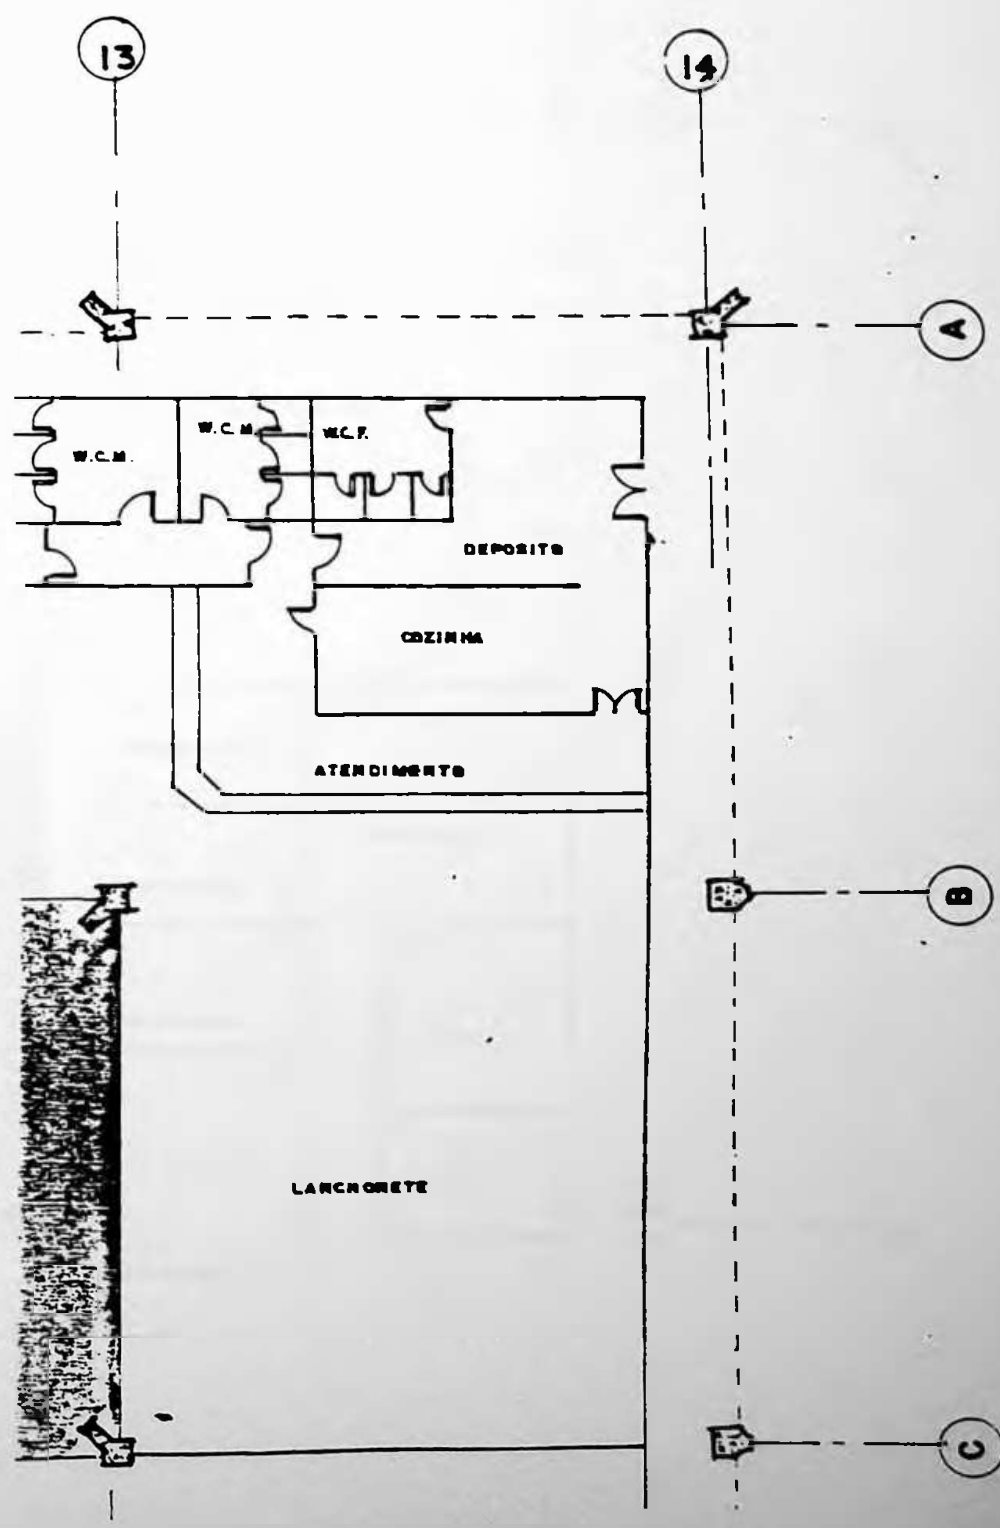 13
14
A
W.C.M.
W.C.M.
W.C.F.
DEPOSITO
COZINHA
ATENDIMENTO
B
LANCHONETE
C